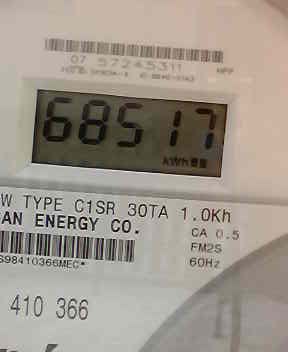 07 57245311
68517
kWh
W TYPE C1SR 30TA 1.0Kh
AN ENERGY CO.
CA 0.5
FM2S
60Hz
S98410366MEC*
410 366